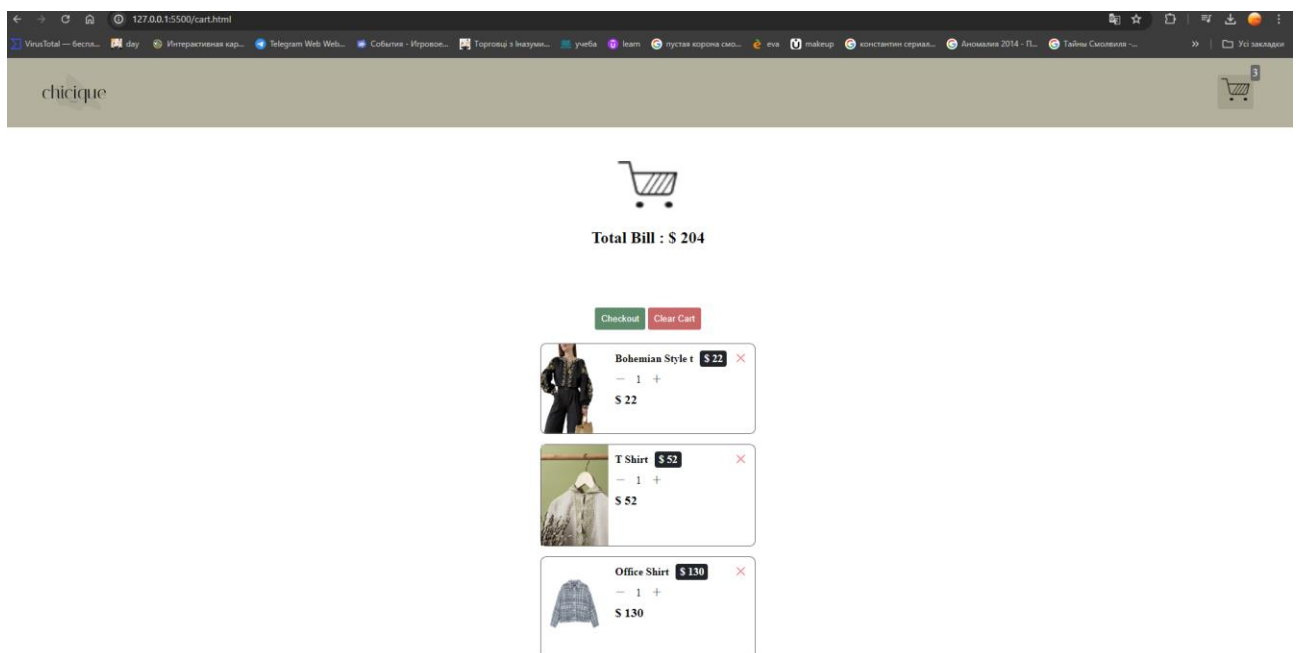 127.0.0.1:5500/cart.html
VirusTotal — беспла... day Интерактивная кар... Telegram Web Web... События - Игровое... Торговці з Іназуми... учеба learn пустая корона смо... eva makeup константин сериал... Аномалия 2014 - П... Тайны Смолвиля -... » Усі закладки
chicique
3
Total Bill : $ 204
Checkout Clear Cart
Bohemian Style t $ 22
1
$ 22
T Shirt $ 52
1
$ 52
Office Shirt $ 130
1
$ 130